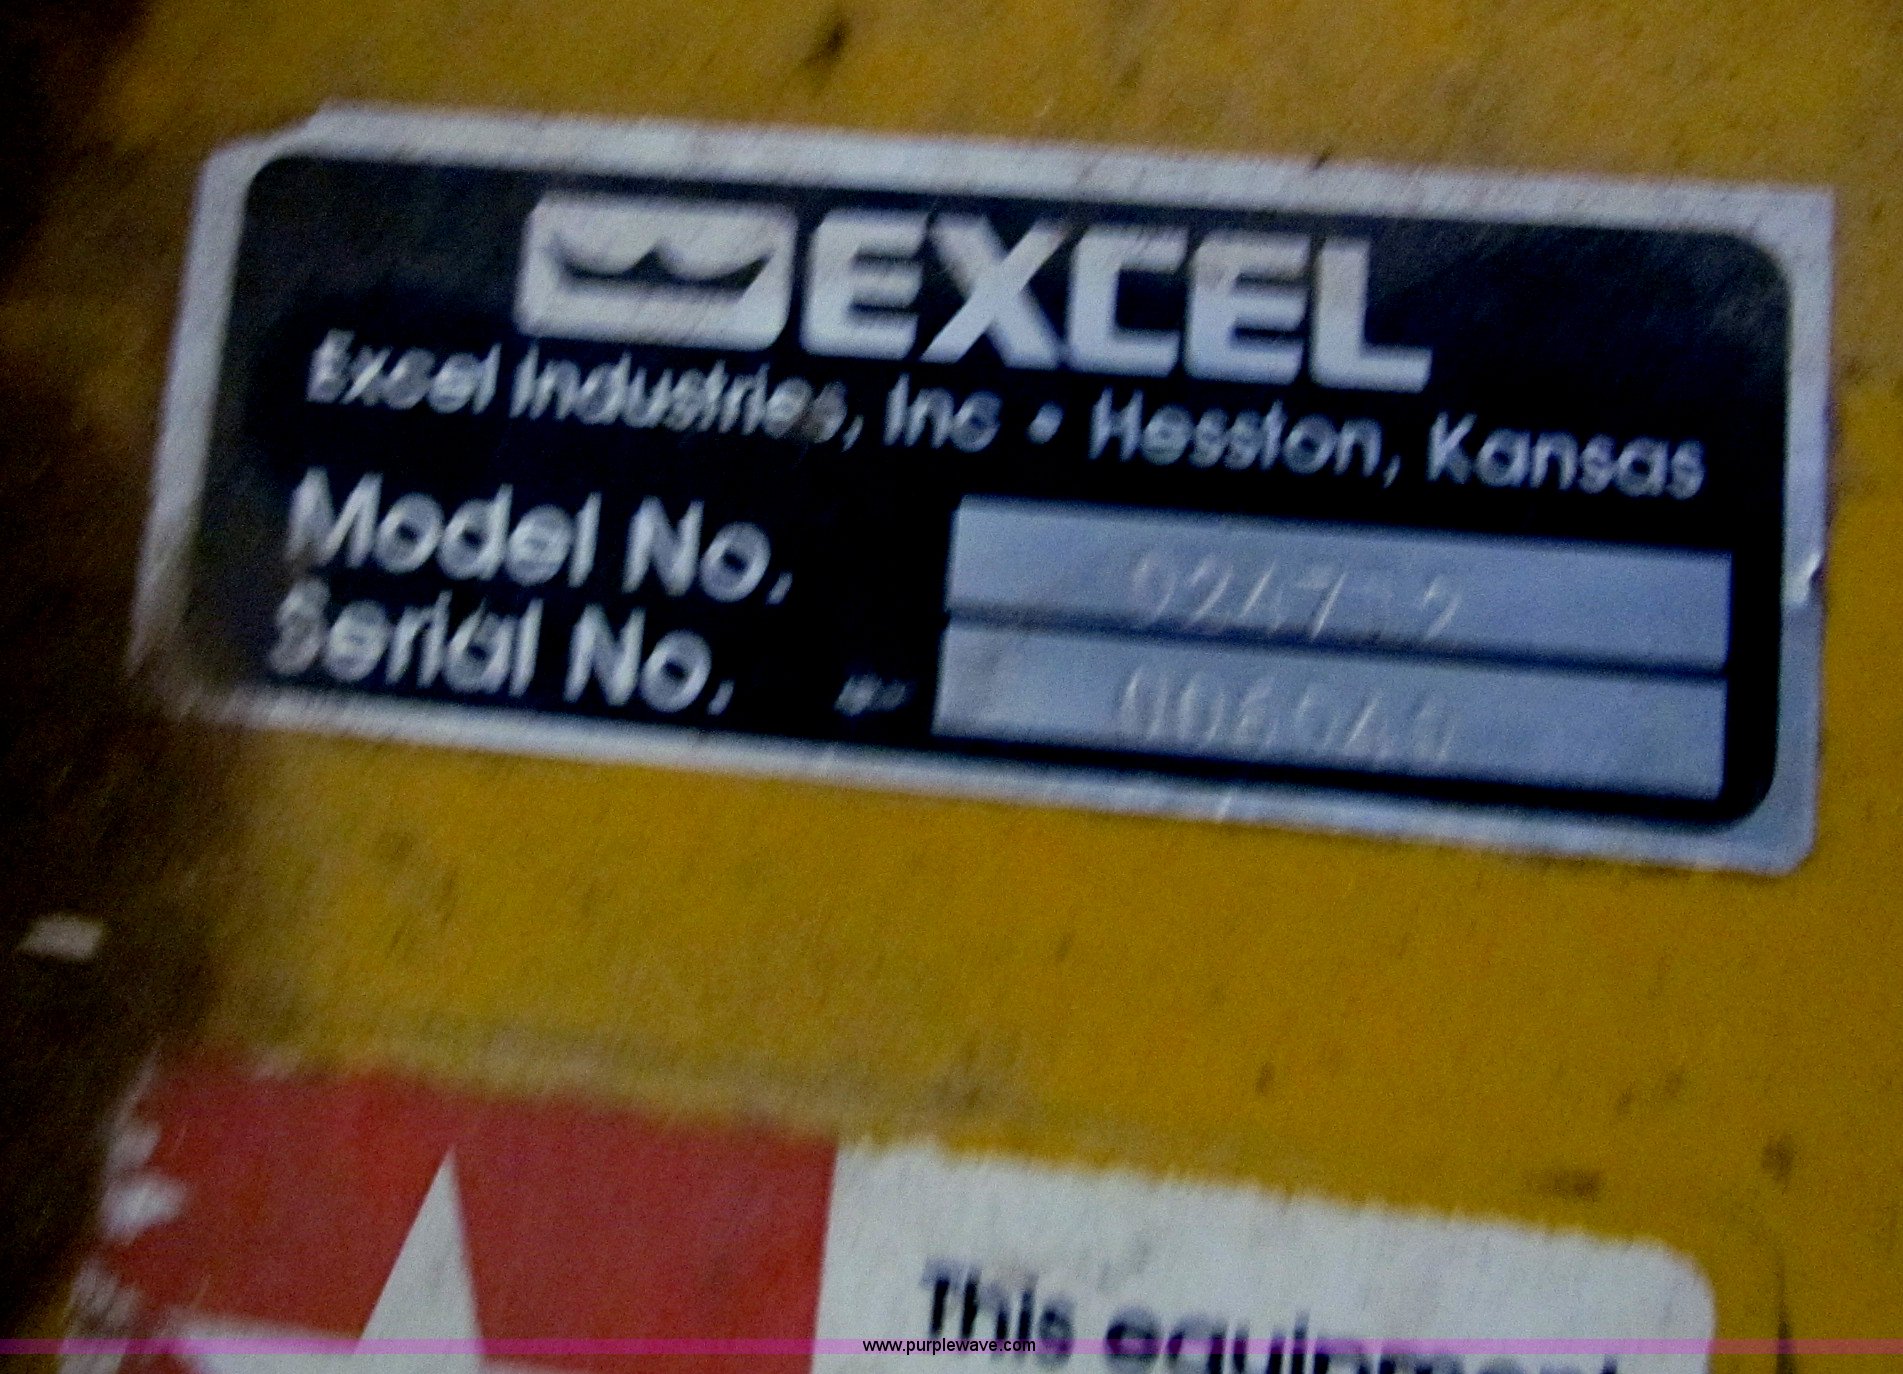 EXCEL
Excel Industries, Inc • Hesston, Kansas
Model No.
Serial No.
This equipment
www.purplewave.com